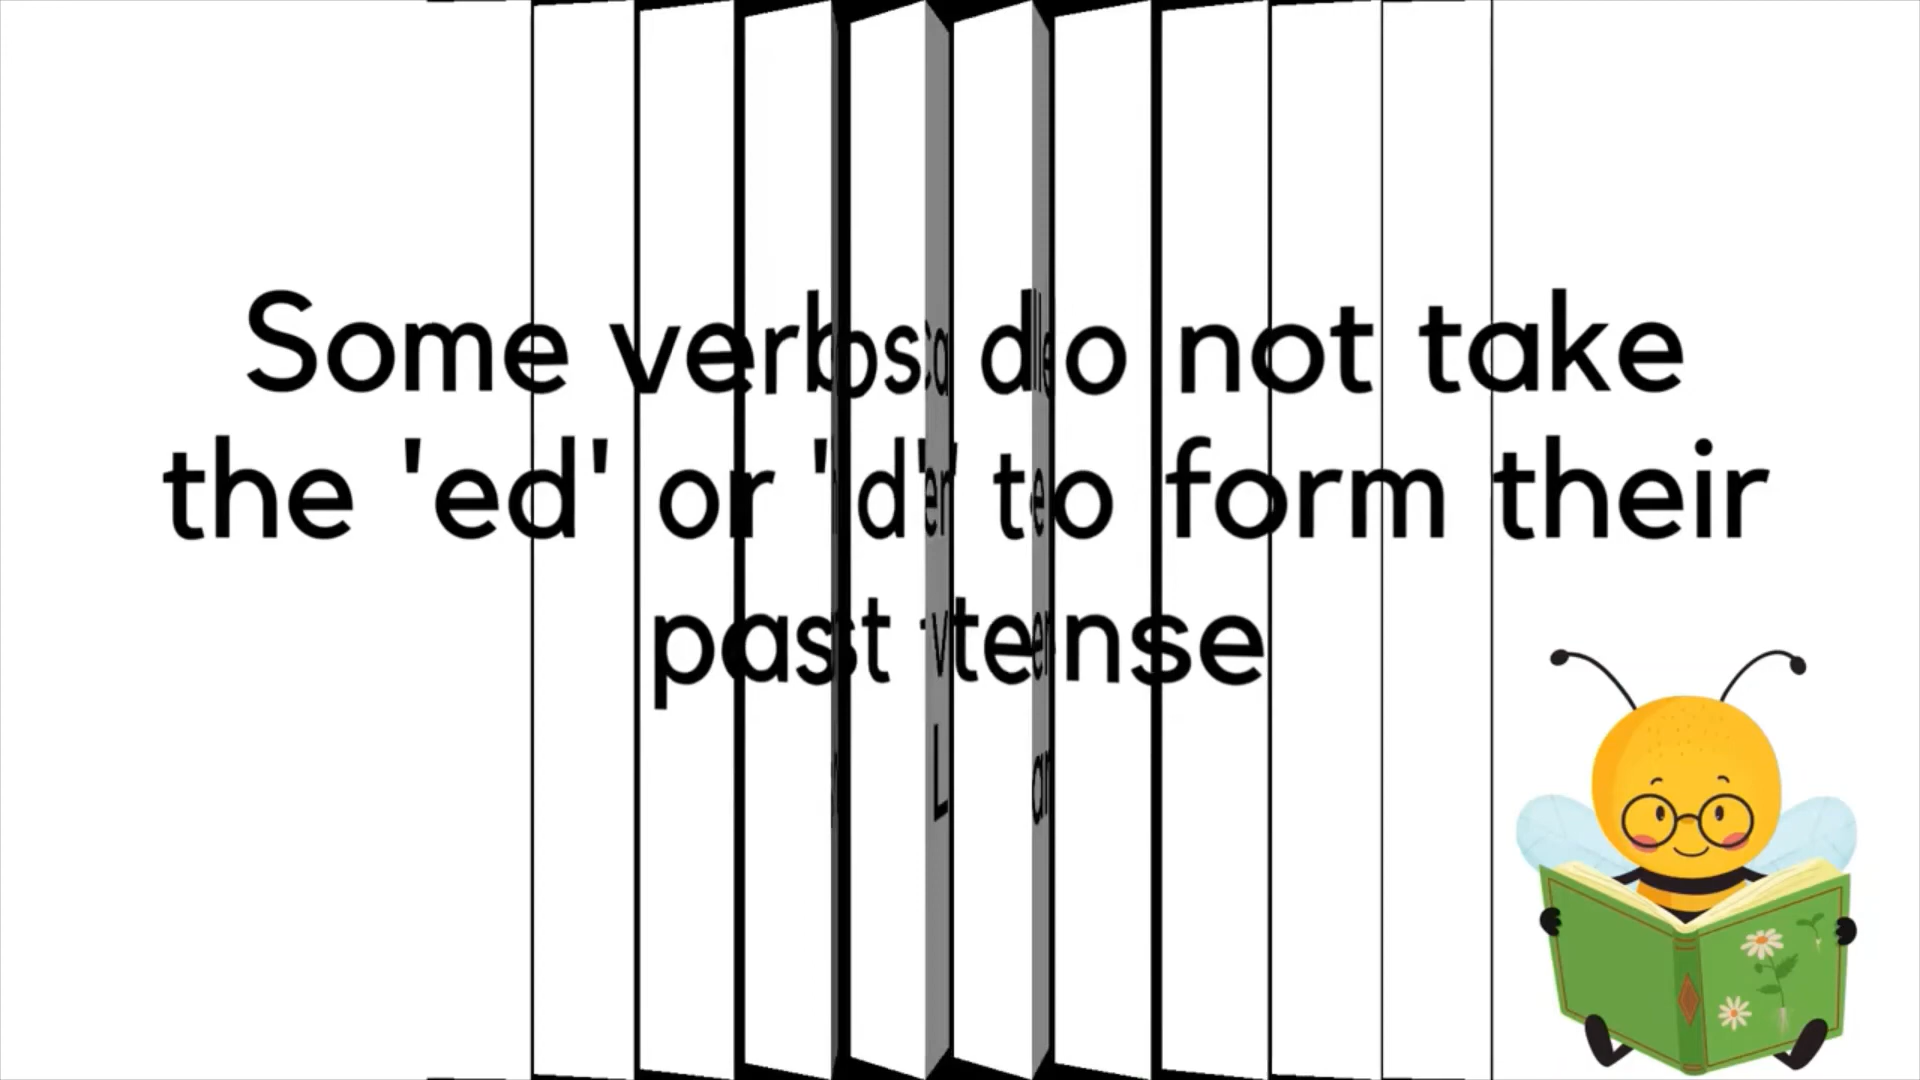 Some verbs do not take
the 'ed' or 'd' to form their
past tense